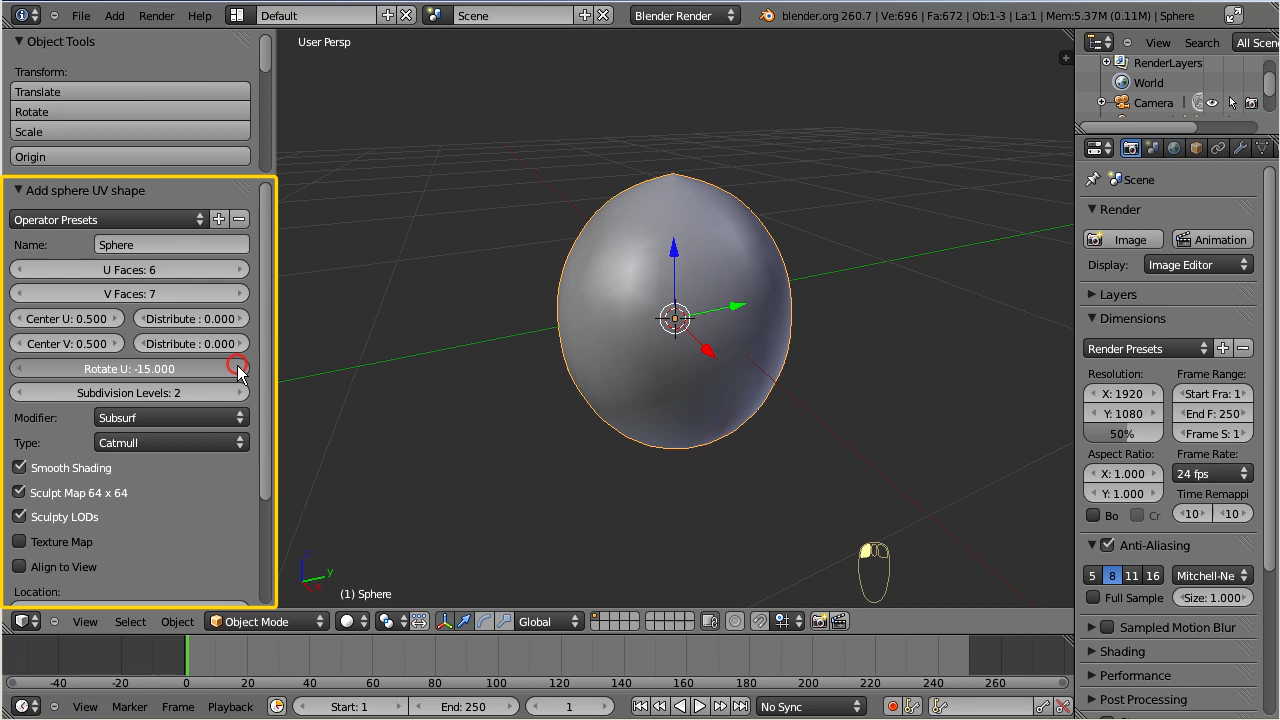 File Add Render Help Default Scene Blender Render blender.org 260.7 | Ve:696 | Fa:672 | Ob:1-3 | La:1 | Mem:5.37M (0.11M) | Sphere
Object Tools
Transform:
Translate
Rotate
Scale
Origin
Add sphere UV shape
Operator Presets
Name: Sphere
U Faces: 6
V Faces: 7
Center U: 0.500 Distribute : 0.000
Center V: 0.500 Distribute : 0.000
Rotate U: -15.000
Subdivision Levels: 2
Modifier: Subsurf
Type: Catmull
Smooth Shading
Sculpt Map 64 x 64
Sculpty LODs
Texture Map
Align to View
Location:
User Persp
z
y
x
(1) Sphere
View Search All Scen
RenderLayers
World
Camera
Scene
Render
Image Animation
Display: Image Editor
Layers
Dimensions
Render Presets
Resolution: Frame Range:
X: 1920 Start Fra: 1
Y: 1080 End F: 250
50% Frame S: 1
Aspect Ratio: Frame Rate:
X: 1.000 24 fps
Y: 1.000 Time Remappi
Bo Cr 10 10
Anti-Aliasing
5 8 11 16 Mitchell-Ne
Full Sample Size: 1.000
Sampled Motion Blur
Shading
Performance
Post Processing
View Select Object Object Mode Global
-40 -20 0 20 40 60 80 100 120 140 160 180 200 220 240 260
View Marker Frame Playback Start: 1 End: 250 1 No Sync